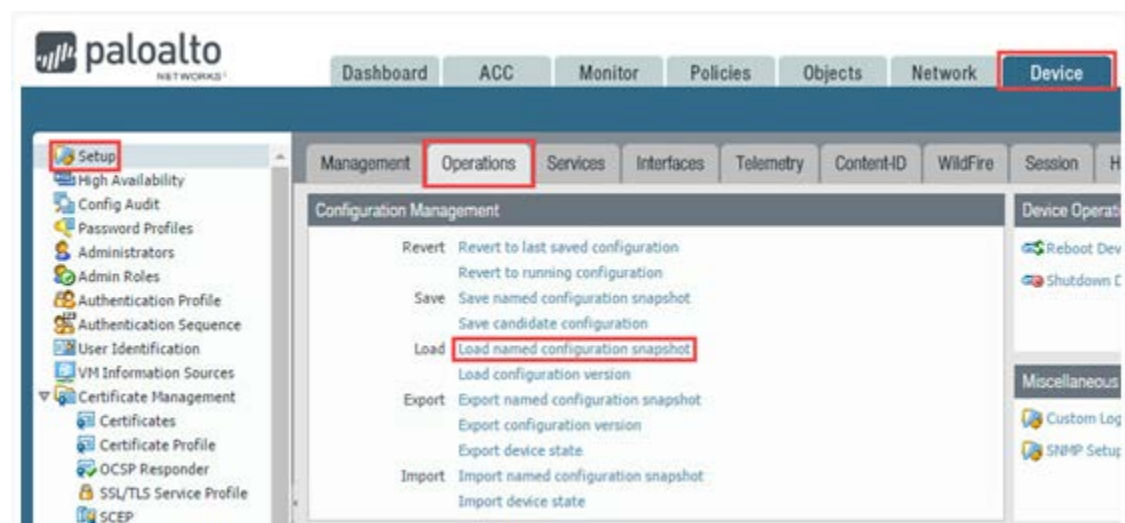 paloalto
NETWORKS
Dashboard ACC Monitor Policies Objects Network Device
Setup
High Availability
Config Audit
Password Profiles
Administrators
Admin Roles
Authentication Profile
Authentication Sequence
User Identification
VM Information Sources
Certificate Management
Certificates
Certificate Profile
OCSP Responder
SSL/TLS Service Profile
SCEP
Management Operations Services Interfaces Telemetry Content-ID WildFire Session H
Configuration Management
Revert Revert to last saved configuration
Revert to running configuration
Save Save named configuration snapshot
Save candidate configuration
Load Load named configuration snapshot
Load configuration version
Export Export named configuration snapshot
Export configuration version
Export device state
Import Import named configuration snapshot
Import device state
Device Operati
Reboot Dev
Shutdown D
Miscellaneous
Custom Log
SNMP Setup